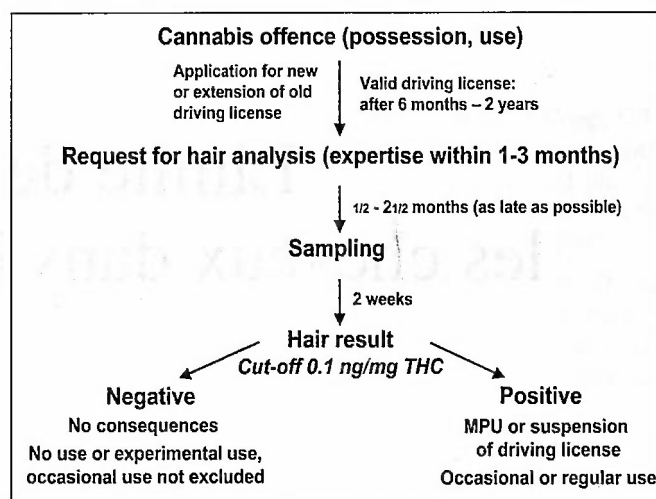 Cannabis offence (possession, use)
Application for new
or extension of old
driving license
Valid driving license:
after 6 months – 2 years
Request for hair analysis (expertise within 1-3 months)
1/2 - 21/2 months (as late as possible)
Sampling
2 weeks
Hair result
Cut-off 0.1 ng/mg THC
Negative
No consequences
No use or experimental use,
occasional use not excluded
Positive
MPU or suspension
of driving license
Occasional or regular use